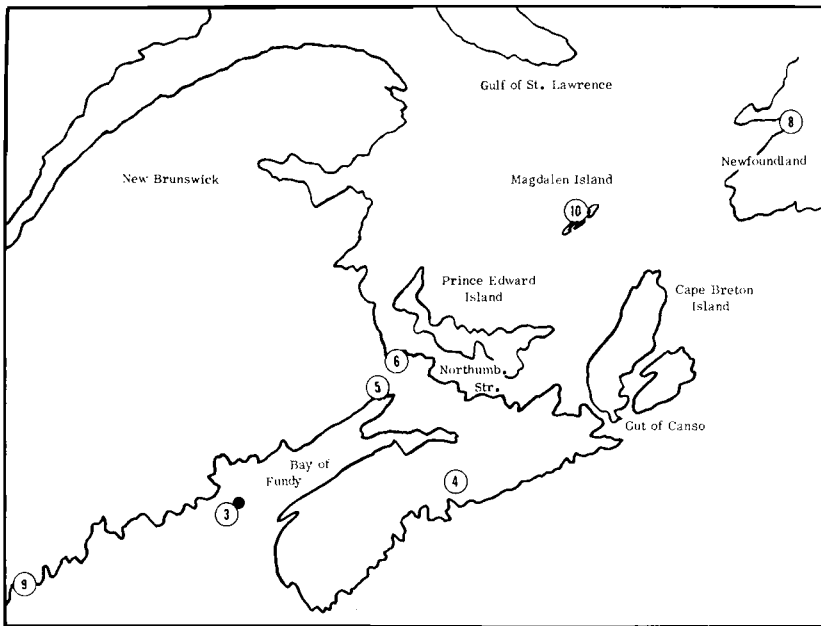 Gulf of St. Lawrence
8
New Brunswick
Magdalen Island
Newfoundland
10
Prince Edward
Island
Cape Breton
Island
6
Northumb.
Str.
5
Gut of Canso
Bay of
Fundy
4
3
9